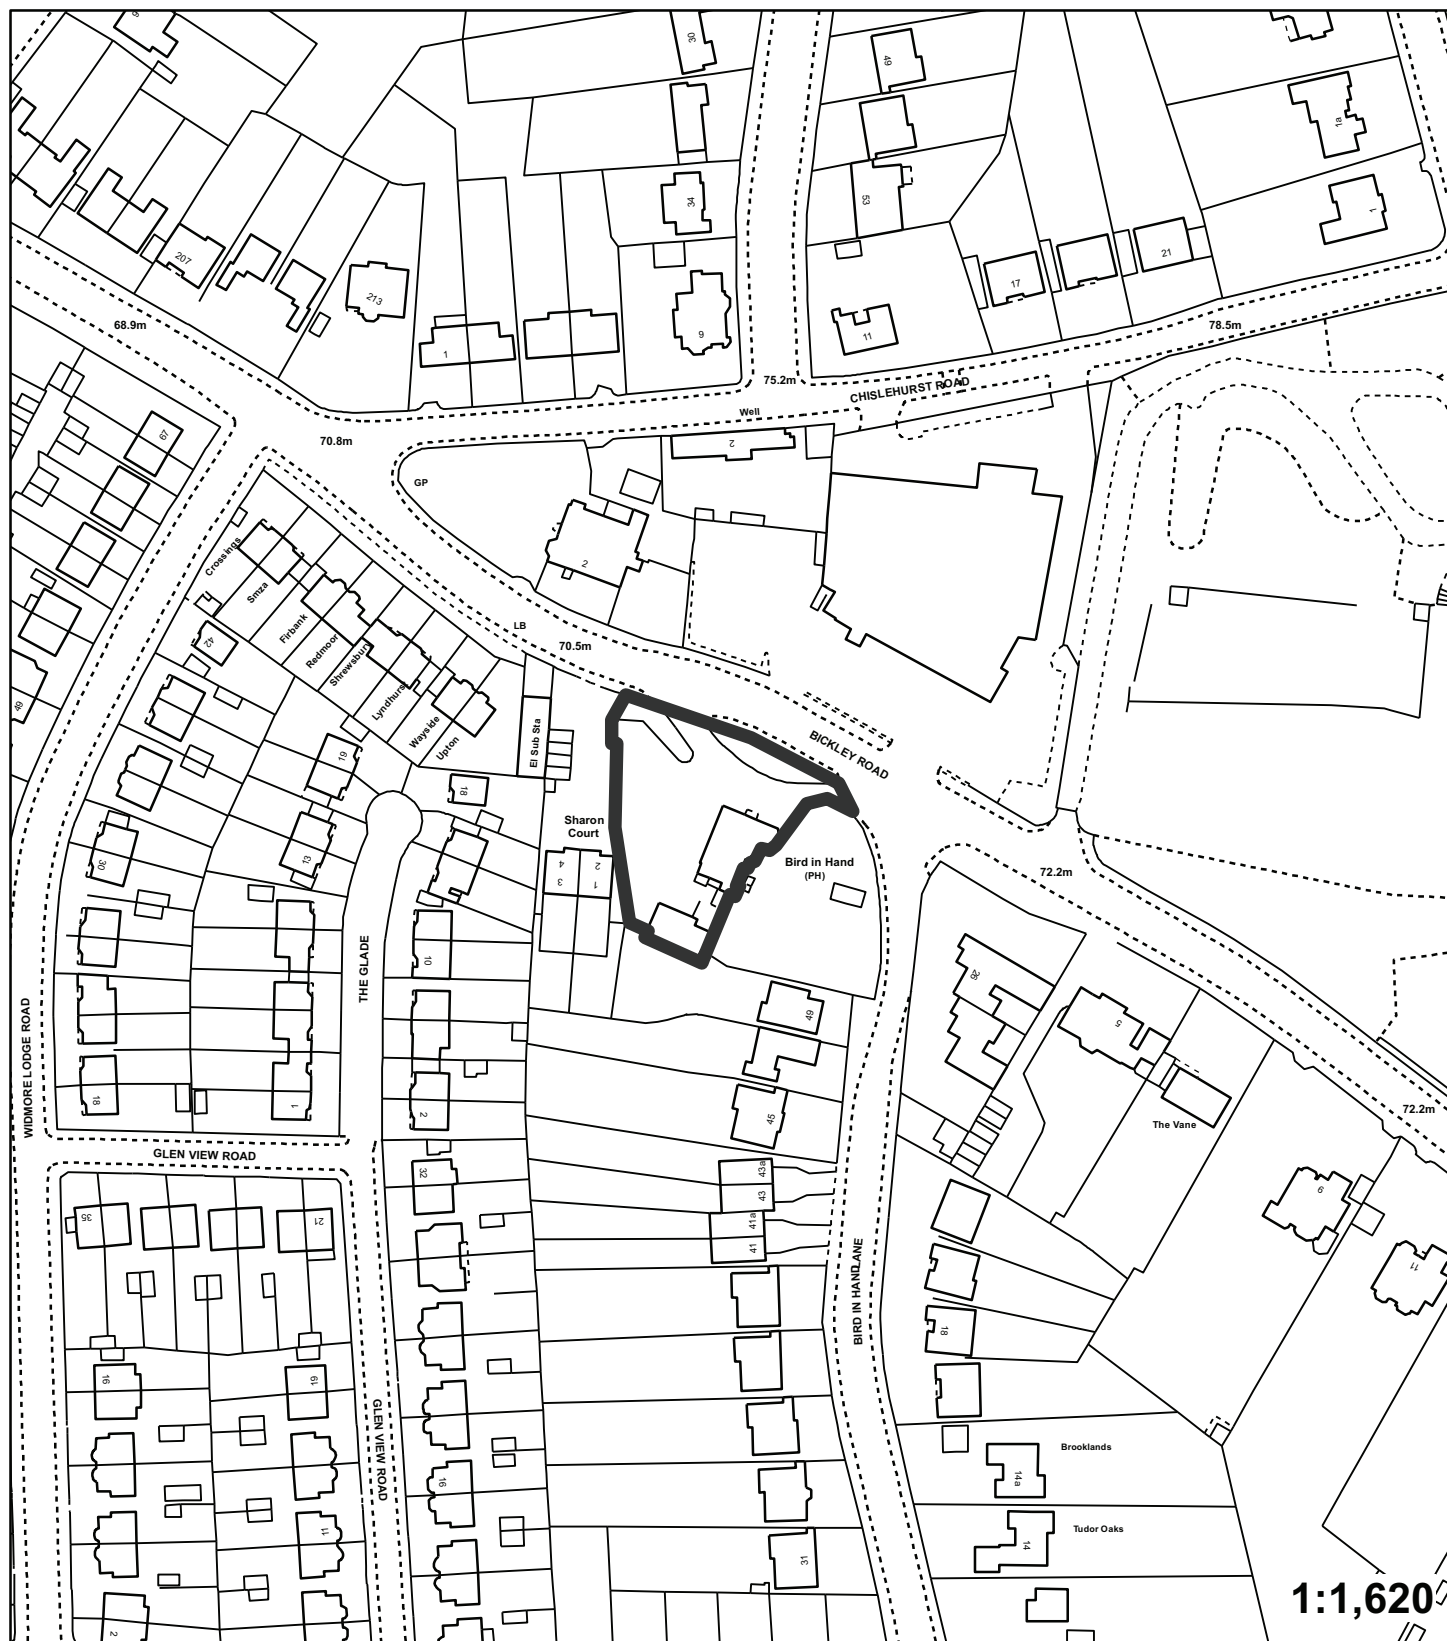 9
30
49
1a
34
53
1
207
213
21
17
1
9
11
68.9m
78.5m
75.2m
CHISLEHURST ROAD
Well
70.8m
67
2
GP
2
Crossings
Smza
Firbank
Redmoor
Shrewsbury
Lyndhurst
Wayside
Upton
42
LB
70.5m
49
El Sub Sta
BICKLEY ROAD
19
18
Sharon
Court
4
3
2
1
Bird in Hand
(PH)
30
13
72.2m
THE GLADE
10
26
5
49
WIDMORE LODGE ROAD
18
1
2
45
The Vane
72.2m
GLEN VIEW ROAD
32
43a
43
41a
41
9
35
21
BIRD IN HAND LANE
11
18
16
19
GLEN VIEW ROAD
16
Brooklands
14a
11
31
Tudor Oaks
14
2
1:1,620